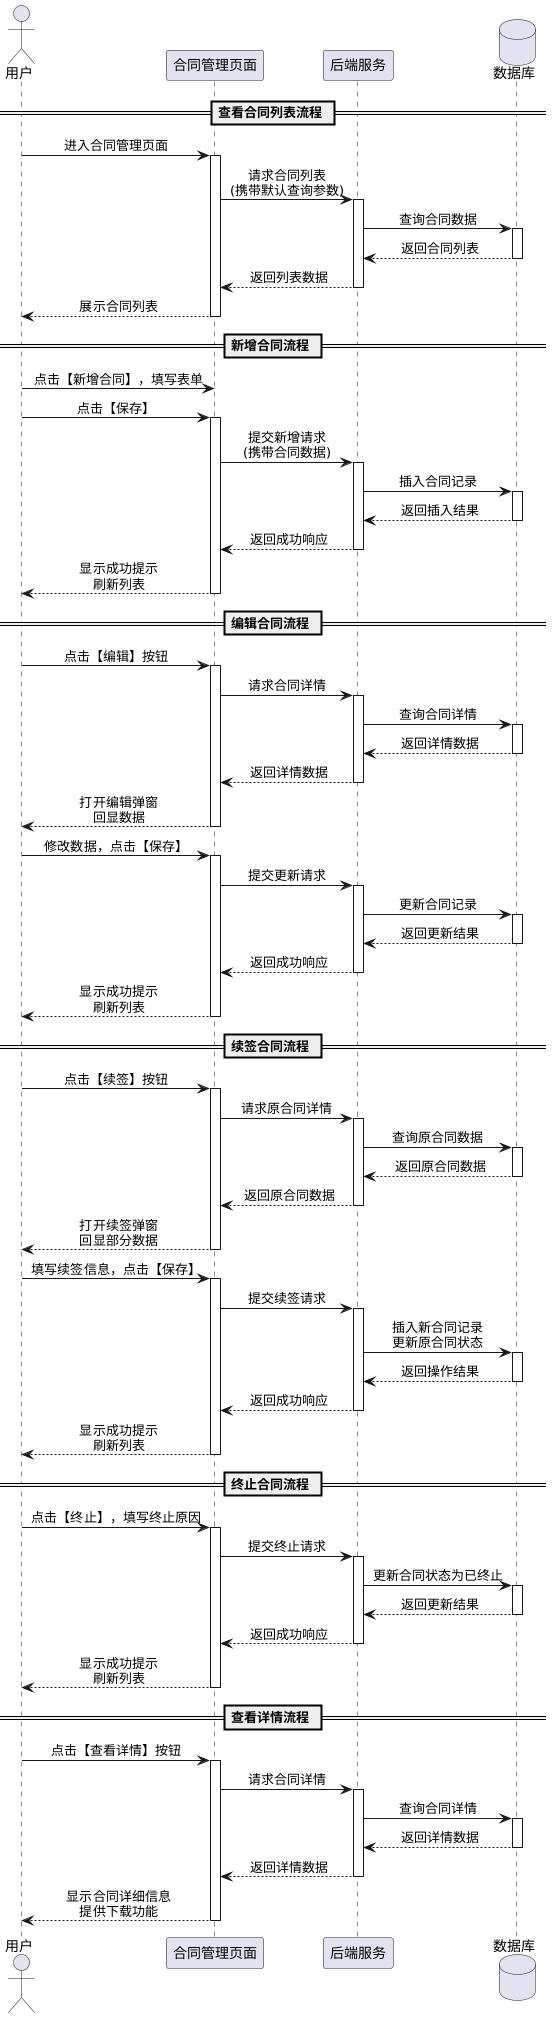 用户
合同管理页面
后端服务
数据库
查看合同列表流程
进入合同管理页面
请求合同列表
(携带默认查询参数)
查询合同数据
返回合同列表
返回列表数据
展示合同列表
新增合同流程
点击【新增合同】，填写表单
点击【保存】
提交新增请求
(携带合同数据)
插入合同记录
返回插入结果
返回成功响应
显示成功提示
刷新列表
编辑合同流程
点击【编辑】按钮
请求合同详情
查询合同详情
返回详情数据
返回详情数据
打开编辑弹窗
回显数据
修改数据，点击【保存】
提交更新请求
更新合同记录
返回更新结果
返回成功响应
显示成功提示
刷新列表
续签合同流程
点击【续签】按钮
请求原合同详情
查询原合同数据
返回原合同数据
返回原合同数据
打开续签弹窗
回显部分数据
填写续签信息，点击【保存】
提交续签请求
插入新合同记录
更新原合同状态
返回操作结果
返回成功响应
显示成功提示
刷新列表
终止合同流程
点击【终止】，填写终止原因
提交终止请求
更新合同状态为已终止
返回更新结果
返回成功响应
显示成功提示
刷新列表
查看详情流程
点击【查看详情】按钮
请求合同详情
查询合同详情
返回详情数据
返回详情数据
显示合同详细信息
提供下载功能
用户
合同管理页面
后端服务
数据库